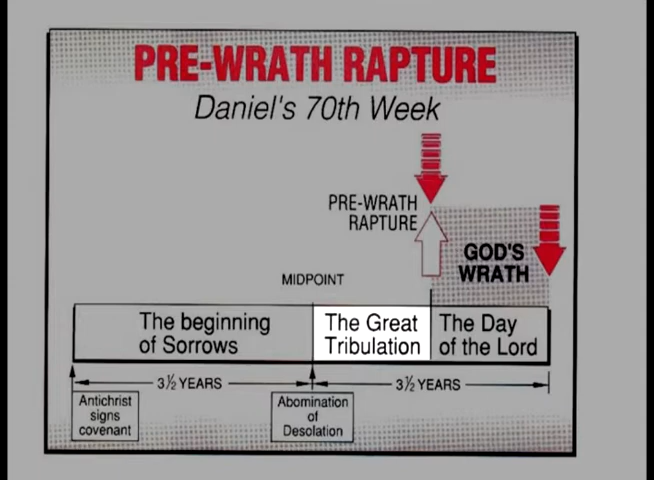 PRE-WRATH RAPTURE
Daniel's 70th Week
PRE-WRATH
RAPTURE
GOD'S
WRATH
MIDPOINT
The beginning
of Sorrows
The Great
Tribulation
The Day
of the Lord
3½ YEARS
3½ YEARS
Antichrist
signs
covenant
Abomination
of
Desolation